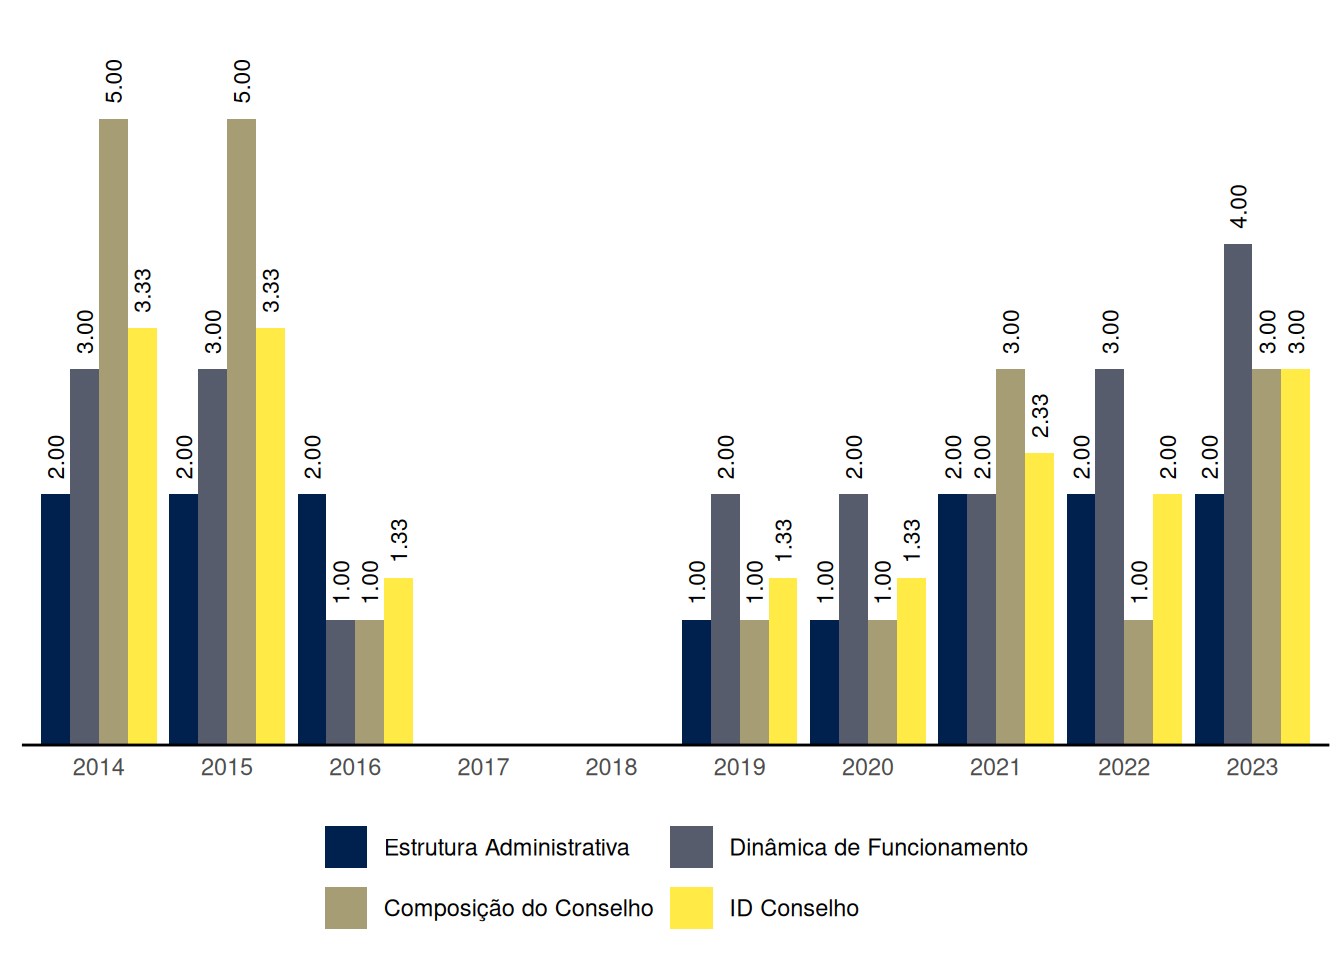 5.00 5.00
4.00
3.33 3.33
3.00 3.00 3.00 3.00 3.00 3.00
2.33
2.00 2.00 2.00 2.00 2.00 2.00 2.00 2.00 2.00 2.00
1.33 1.33 1.33
1.00 1.00 1.00 1.00 1.00 1.00 1.00
2014 2015 2016 2017 2018 2019 2020 2021 2022 2023
Estrutura Administrativa Dinâmica de Funcionamento
Composição do Conselho ID Conselho